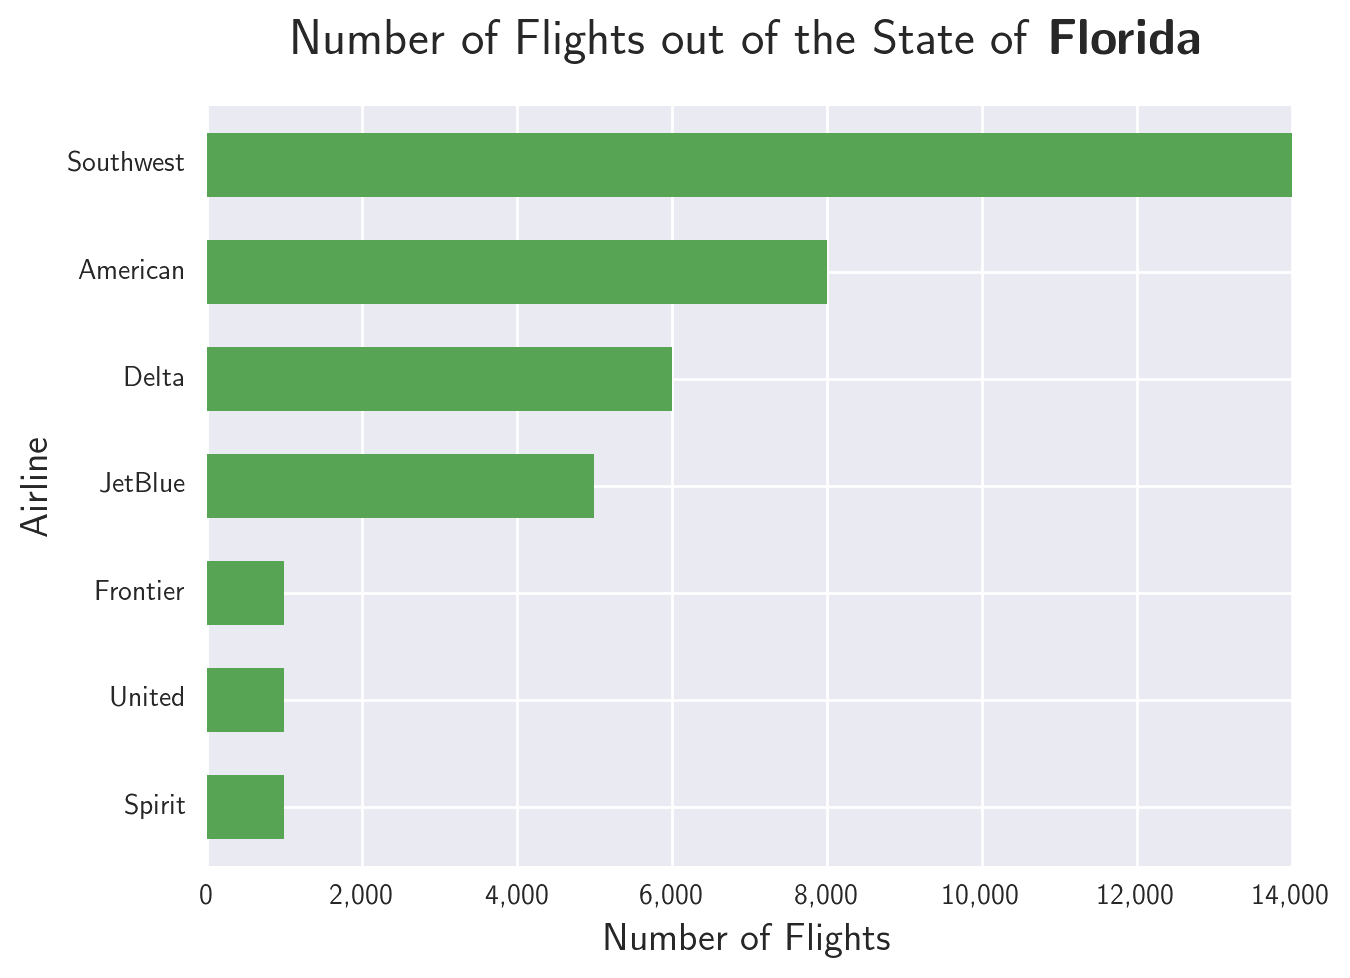 Number of Flights out of the State of Florida
Southwest
American
Delta
JetBlue
Frontier
United
Spirit
Airline
0 2,000 4,000 6,000 8,000 10,000 12,000 14,000
Number of Flights